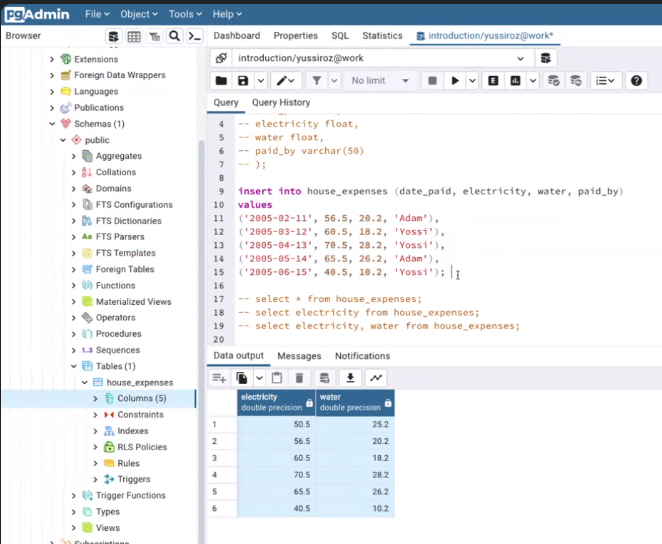 pgAdmin File Object Tools Help
Browser
Dashboard Properties SQL Statistics introduction/yussiroz@work*
introduction/yussiroz@work
No limit
Query Query History
Extensions
Foreign Data Wrappers
Languages
Publications
Schemas (1)
public
Aggregates
Collations
Domains
FTS Configurations
FTS Dictionaries
FTS Parsers
FTS Templates
Foreign Tables
Functions
Materialized Views
Operators
Procedures
1..3 Sequences
Tables (1)
house_expenses
Columns (5)
Constraints
Indexes
RLS Policies
Rules
Triggers
Trigger Functions
Types
Views
4 -- electricity float,
5 -- water float,
6 -- paid_by varchar(50)
7 -- );
8
9 insert into house_expenses (date_paid, electricity, water, paid_by)
10 values
11 ('2005-02-11', 56.5, 20.2, 'Adam'),
12 ('2005-03-12', 60.5, 18.2, 'Yossi'),
13 ('2005-04-13', 70.5, 28.2, 'Yossi'),
14 ('2005-05-14', 65.5, 26.2, 'Adam'),
15 ('2005-06-15', 40.5, 10.2, 'Yossi');
16
17 -- select * from house_expenses;
18 -- select electricity from house_expenses;
19 -- select electricity, water from house_expenses;
20
Data output Messages Notifications
electricity water
double precision double precision
1 50.5 25.2
2 56.5 20.2
3 60.5 18.2
4 70.5 28.2
5 65.5 26.2
6 40.5 10.2